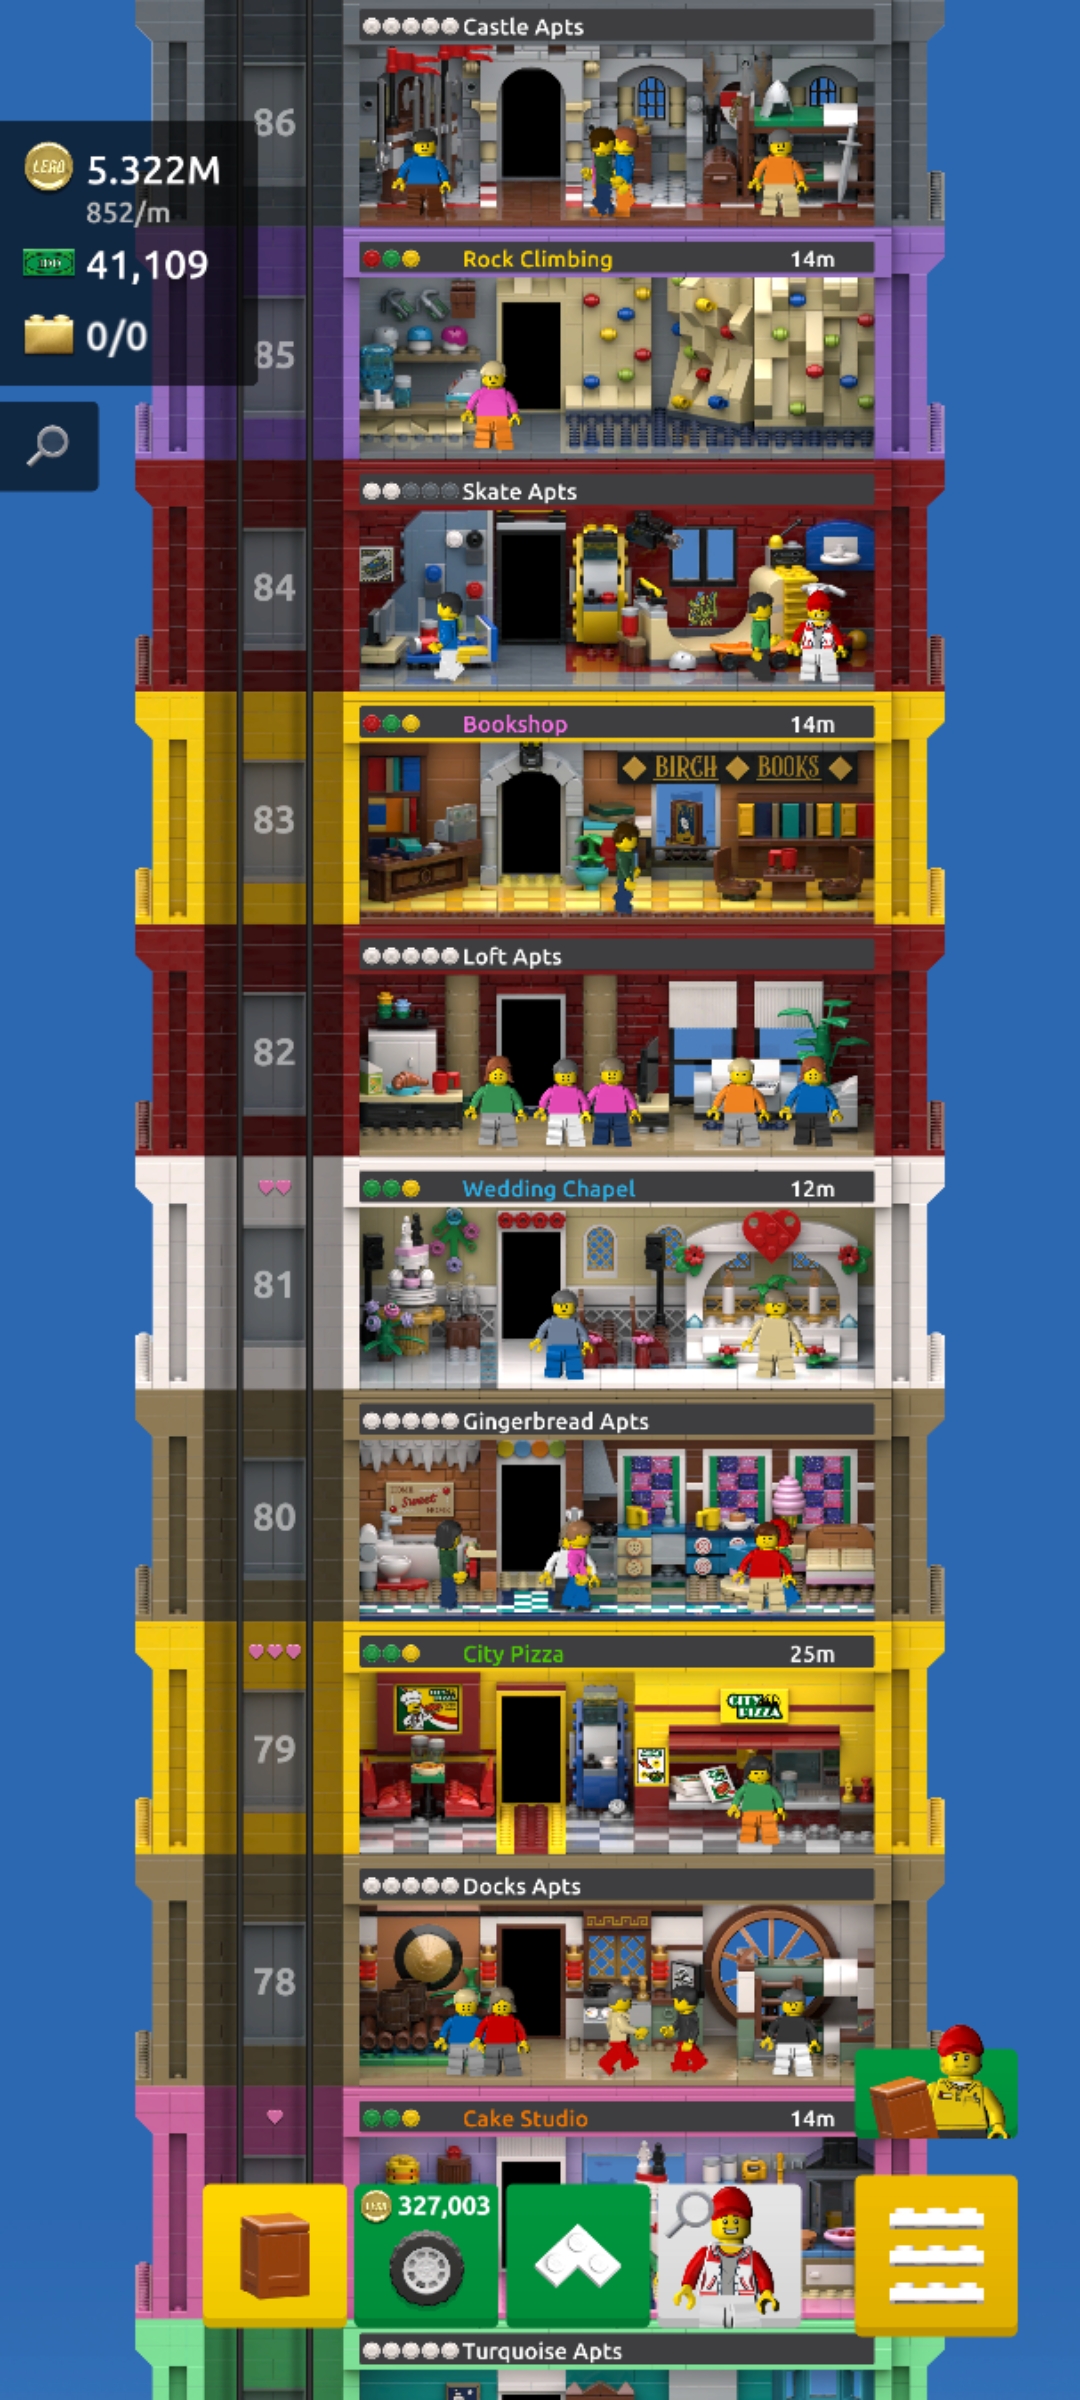 Castle Apts
86
LEGO 5.322M
852/m
41,109
0/0
Rock Climbing 14m
85
Skate Apts
84
Bookshop 14m
BIRCH BOOKS
83
Loft Apts
82
Wedding Chapel 12m
81
Gingerbread Apts
Sweet
80
City Pizza 25m
CITY PIZZA
79
Docks Apts
78
Cake Studio 14m
327,003
Turquoise Apts